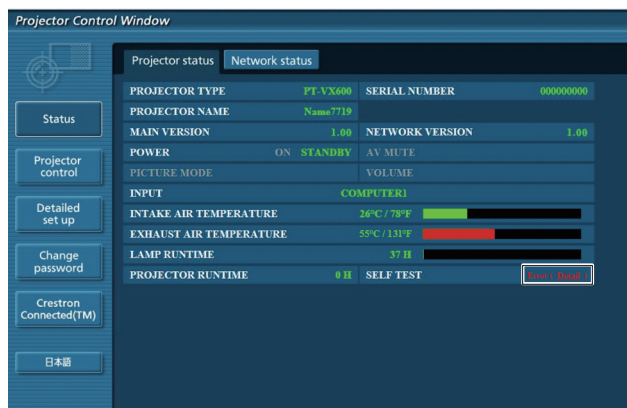 Projector Control Window
Projector status Network status
PROJECTOR TYPE PT-VX600 SERIAL NUMBER 000000000
PROJECTOR NAME Name7719
MAIN VERSION 1.00 NETWORK VERSION 1.00
POWER ON STANDBY AV MUTE
PICTURE MODE VOLUME
INPUT COMPUTER1
INTAKE AIR TEMPERATURE 26°C / 78°F
EXHAUST AIR TEMPERATURE 55°C / 131°F
LAMP RUNTIME 37 H
PROJECTOR RUNTIME 0 H SELF TEST Error ( Detail )
Status
Projector
control
Detailed
set up
Change
password
Crestron
Connected(TM)
日本語